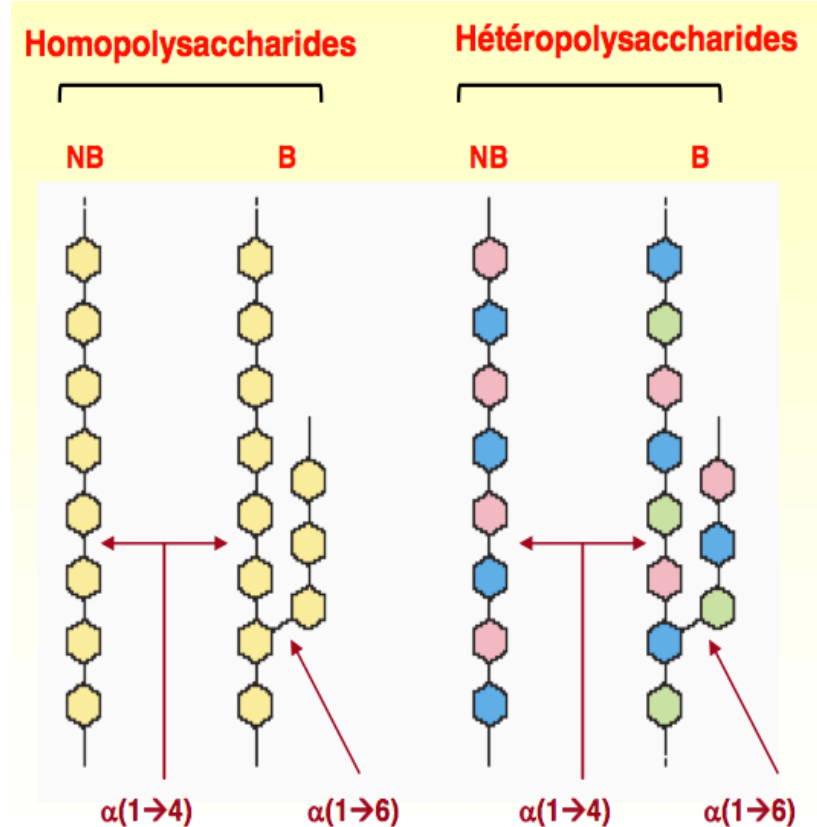 Homopolysaccharides
Hétéropolysaccharides
NB
B
NB
B
α(1→4)
α(1→6)
α(1→4)
α(1→6)